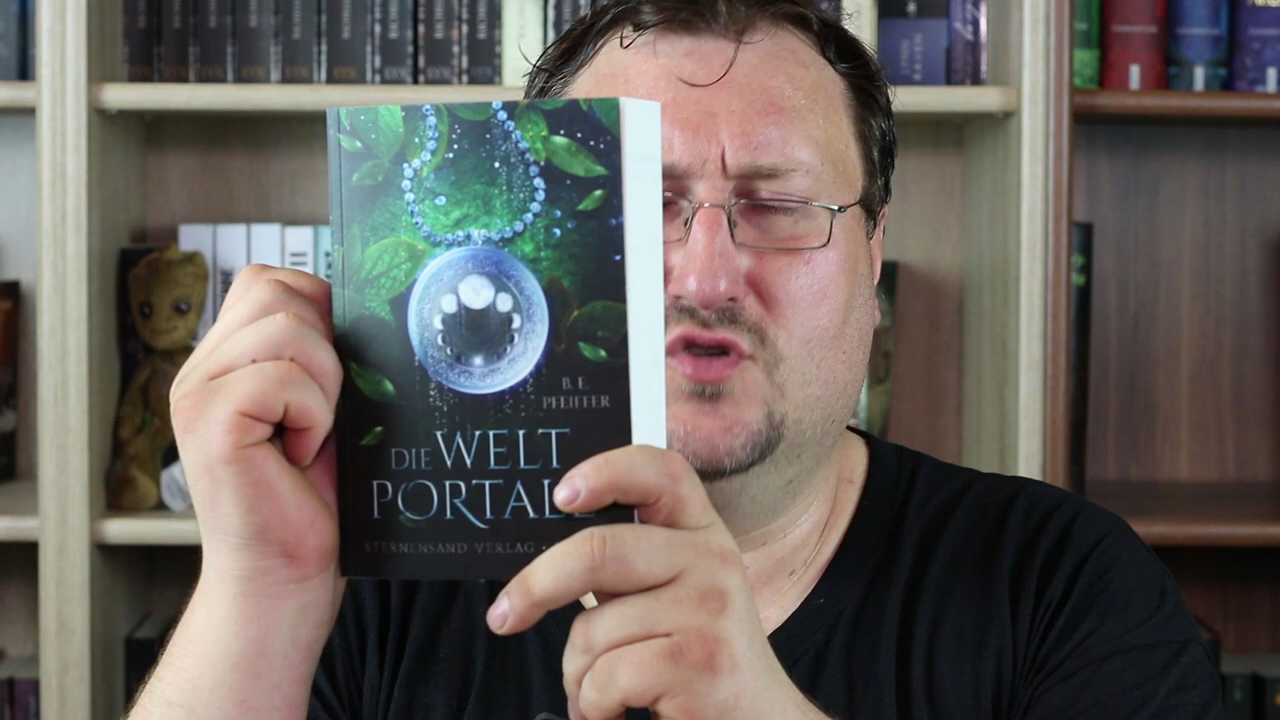 B. E.
PFEIFFER
DIE WELT
PORTALE
STERNENSAND VERLAG